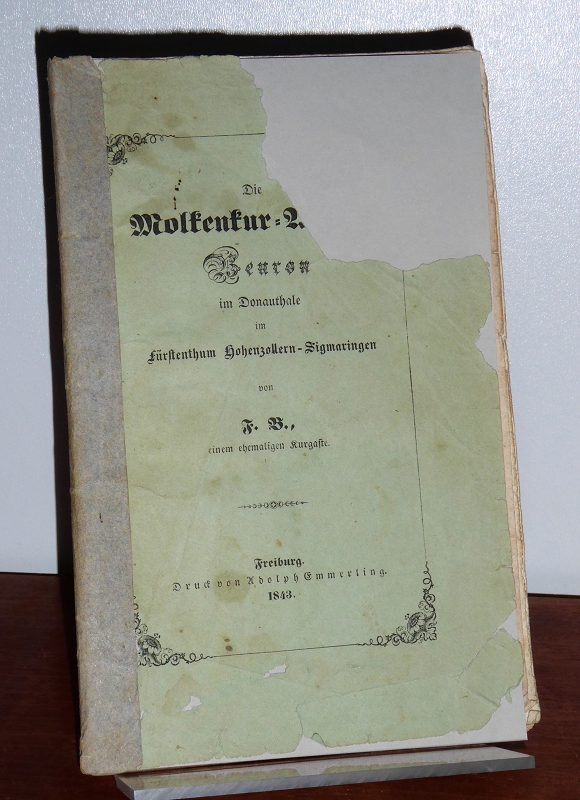 Die
Molkenkur-A
Beuron
im Donauthale
im
Fürstenthum Hohenzollern-Sigmaringen
von
F. B.,
einem ehemaligen Kurgaste.
Freiburg.
Druck von Adolph Emmerling.
1843.